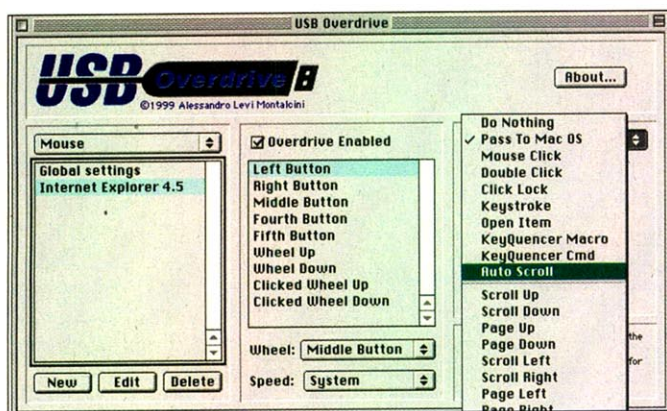 USB Overdrive
USB Overdrive
©1999 Alessandro Levi Montalcini
About...
Mouse
Global settings
Internet Explorer 4.5
New
Edit
Delete
Overdrive Enabled
Left Button
Right Button
Middle Button
Fourth Button
Fifth Button
Wheel Up
Wheel Down
Clicked Wheel Up
Clicked Wheel Down
Wheel: Middle Button
Speed: System
Do Nothing
✓ Pass To Mac OS
Mouse Click
Double Click
Click Lock
Keystroke
Open Item
KeyQuencer Macro
KeyQuencer Cmd
Auto Scroll
Scroll Up
Scroll Down
Page Up
Page Down
Scroll Left
Scroll Right
Page Left
Page Right
the
for